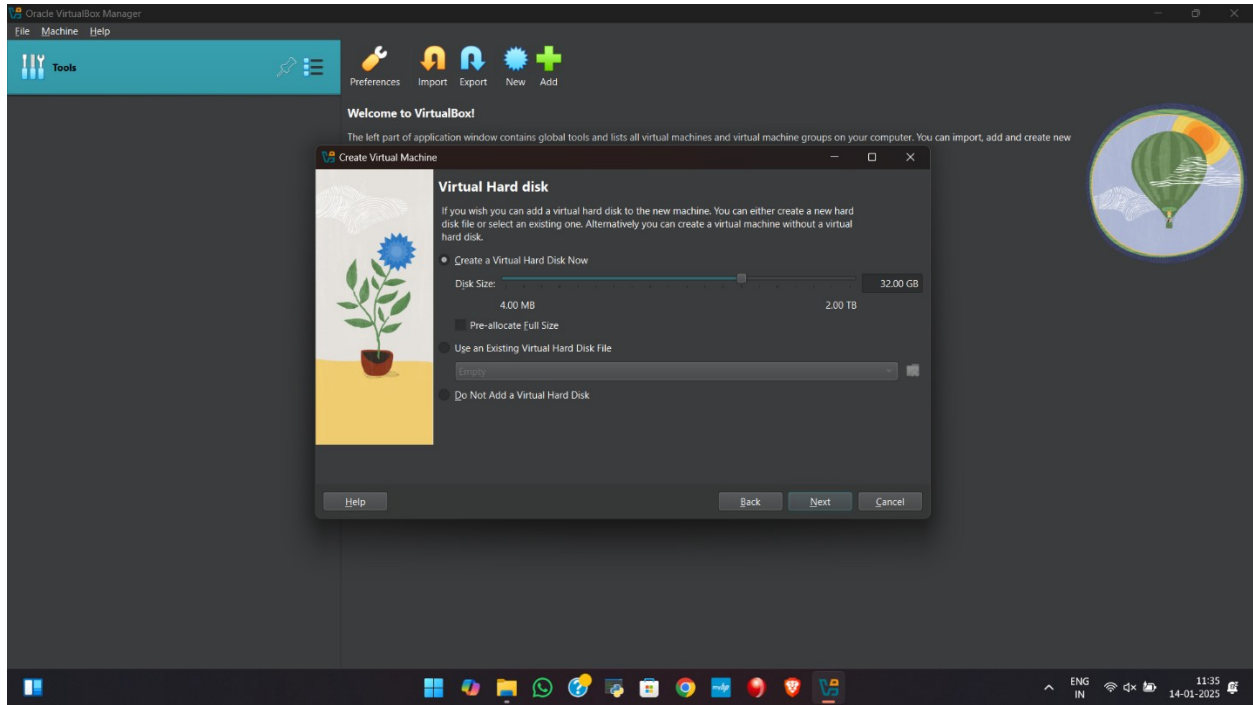 Oracle VirtualBox Manager
File Machine Help
Tools
Preferences Import Export New Add
Welcome to VirtualBox!
The left part of application window contains global tools and lists all virtual machines and virtual machine groups on your computer. You can import, add and create new
Create Virtual Machine
Virtual Hard disk
If you wish you can add a virtual hard disk to the new machine. You can either create a new hard
disk file or select an existing one. Alternatively you can create a virtual machine without a virtual
hard disk.
Create a Virtual Hard Disk Now
Disk Size: 32.00 GB
4.00 MB 2.00 TB
Pre-allocate Full Size
Use an Existing Virtual Hard Disk File
Empty
Do Not Add a Virtual Hard Disk
Help Back Next Cancel
ENG 11:35
IN 14-01-2025